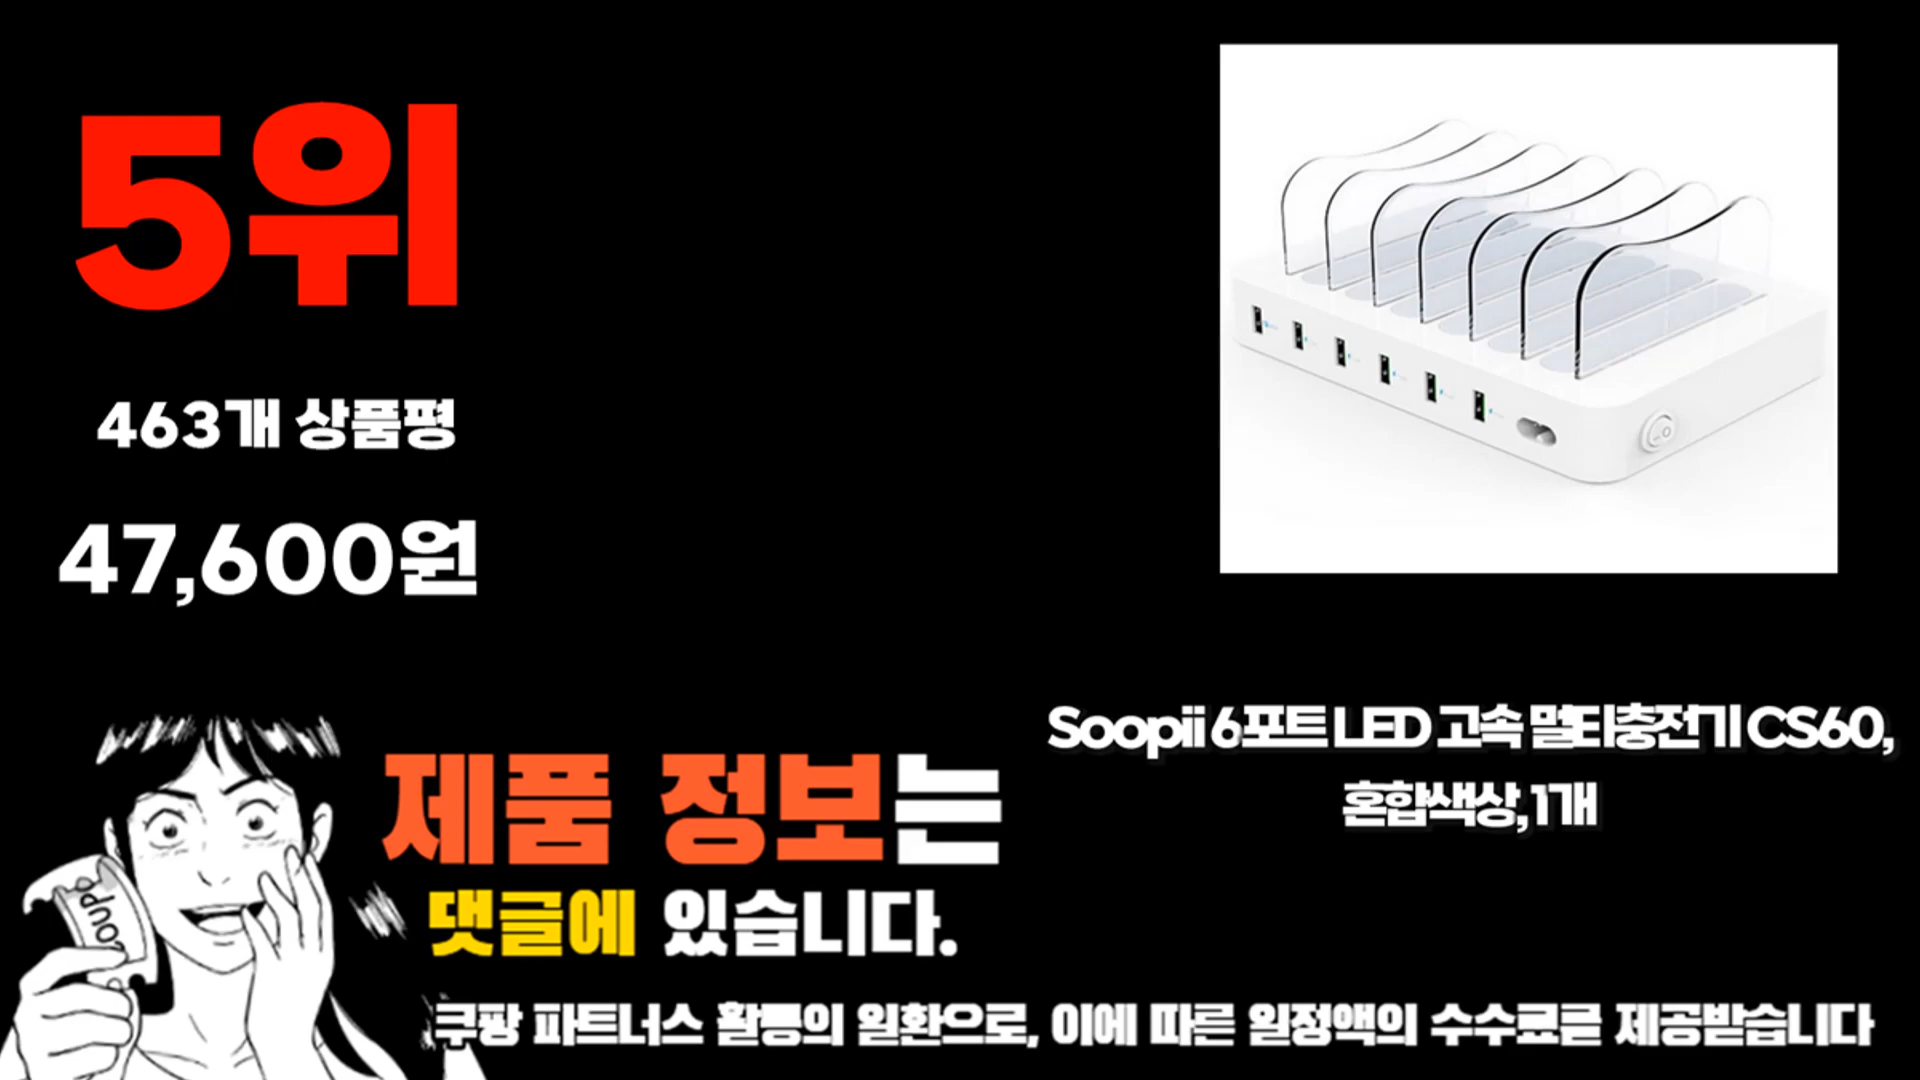 5위
463개 상품평
47,600원
Soopii 6포트 LED 고속 멀티충전기 CS60,
혼합색상, 1개
제품 정보는
댓글에 있습니다.
쿠팡 파트너스 활동의 일환으로, 이에 따른 일정액의 수수료를 제공받습니다